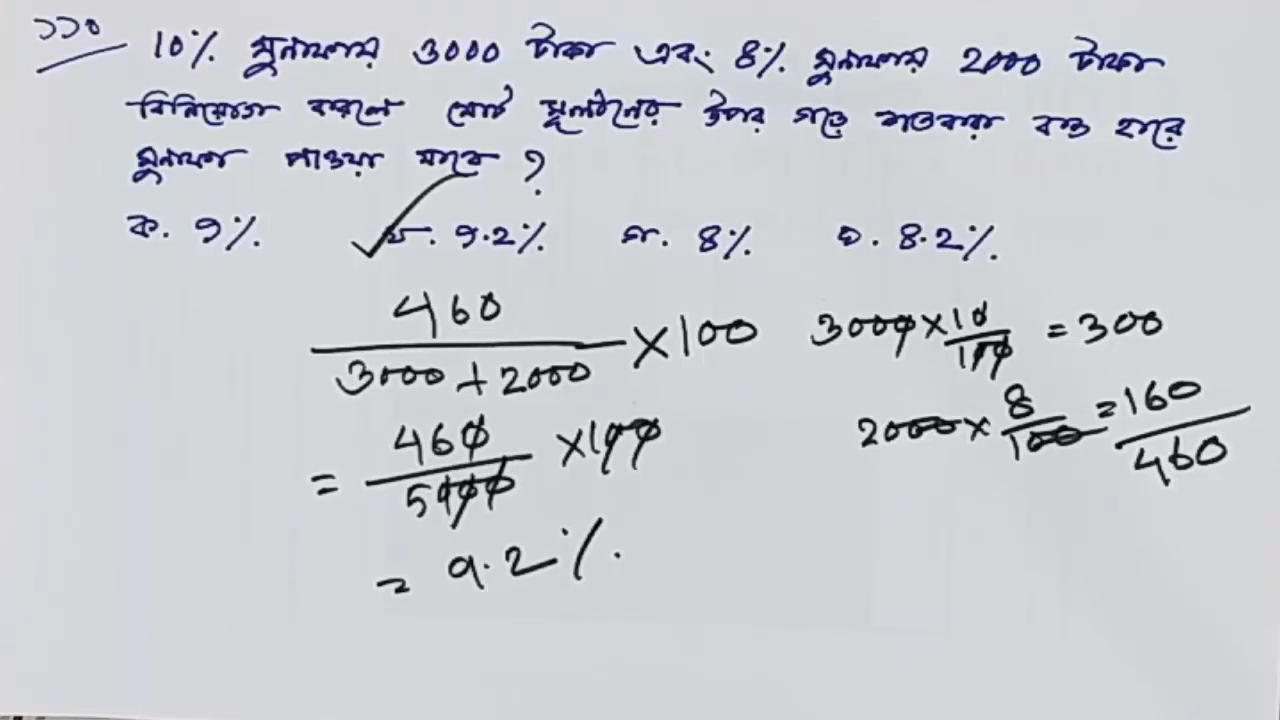 ১১০
10% মুনাফায় 3000 টাকা এবং 8% মুনাফায় 2000 টাকা
বিনিয়োগ করলে মোট মূলধনের উপর গড়ে শতকরা কত হারে
মুনাফা পাওয়া যাবে ?
ক. 9% খ. 9.2% গ. 8% ঘ. 8.2%
460
3000 + 2000 × 100
3000 × 10/100 = 300
2000 × 8/100 = 160
460
= 460/5000 × 100
= 9.2%